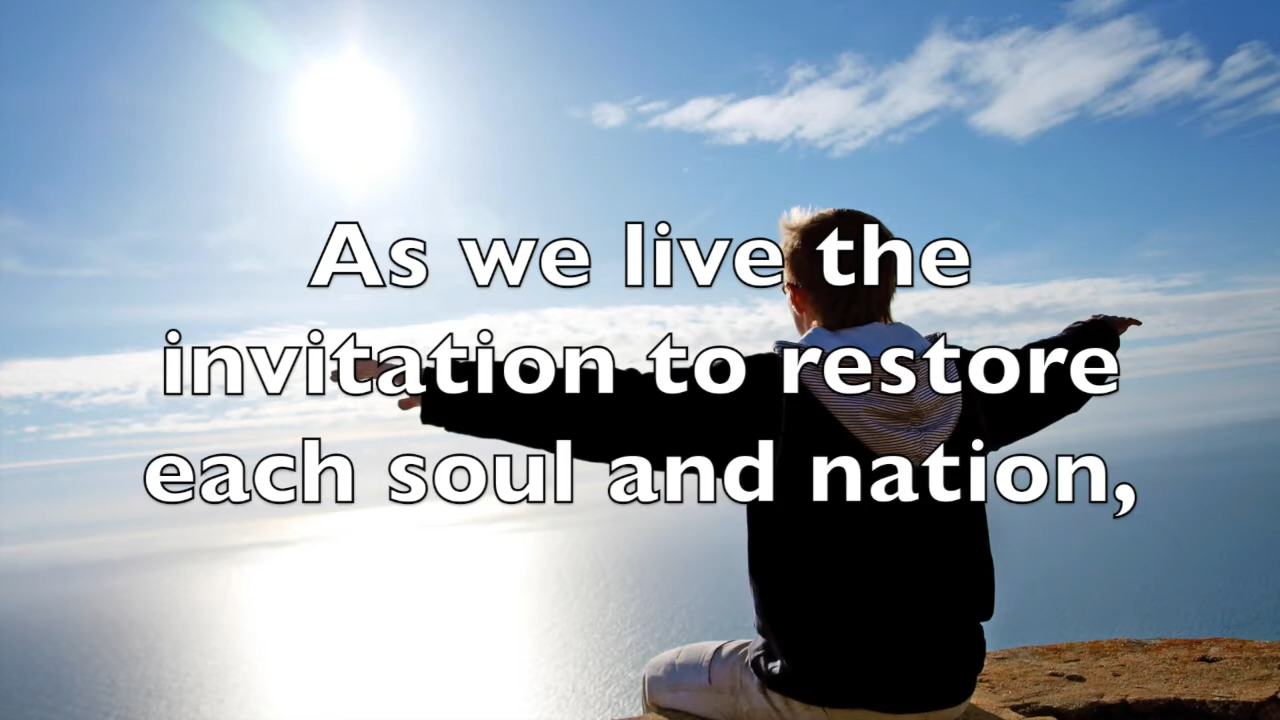 As we live the
invitation to restore
each soul and nation,